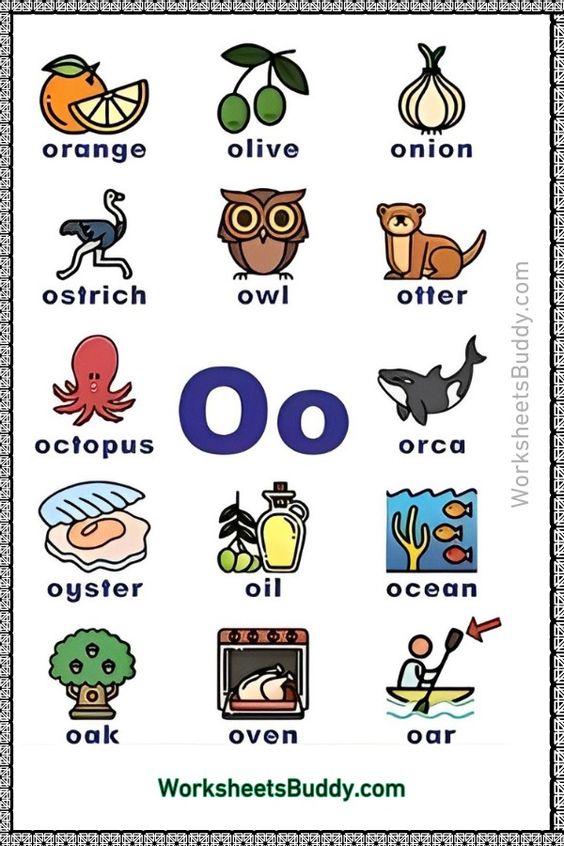 orange olive onion
ostrich owl otter
octopus Oo orca
oyster oil ocean
oak oven oar
WorksheetsBuddy.com
WorksheetsBuddy.com